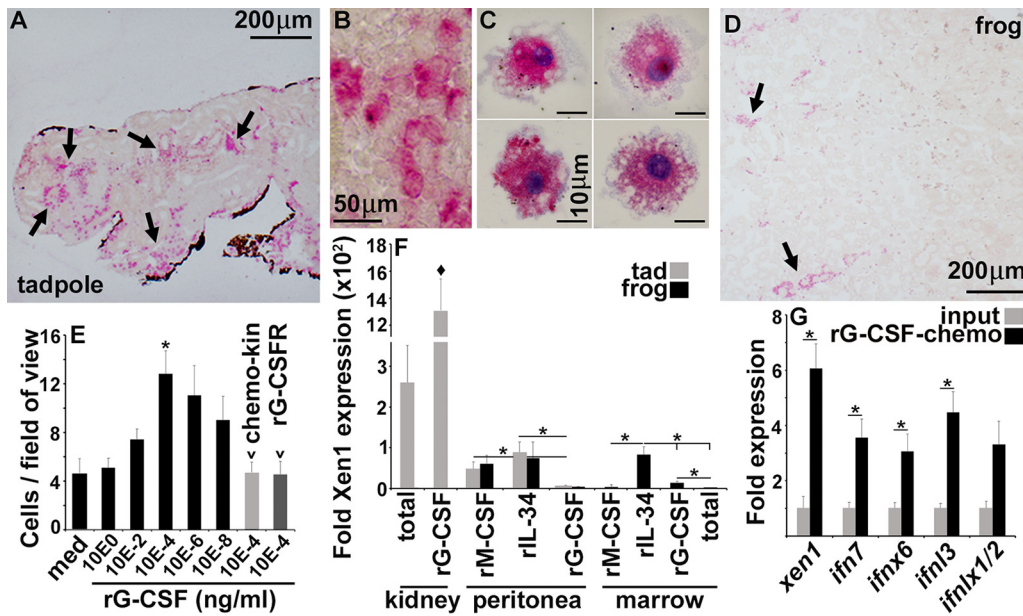 A
200µm
tadpole
B
50µm
C
10µm
D
frog
200µm
E
Cells / field of view
16
12
8
4
0
* 
v chemo-kin
v rG-CSFR
med
10E0
10E-2
10E-4
10E-6
10E-8
10E-4
10E-4
rG-CSF (ng/ml)
F
Fold Xen1 expression (x10²)
18
16
14
12
3
2
1
0
tad
frog
♦
* * * * *
total
rG-CSF
rM-CSF
rIL-34
rG-CSF
rM-CSF
rIL-34
rG-CSF
total
kidney
peritonea
marrow
G
input
rG-CSF-chemo
Fold expression
8
6
4
2
0
* * * *
xen1
ifn7
ifnx6
ifnl3
ifnlx1/2